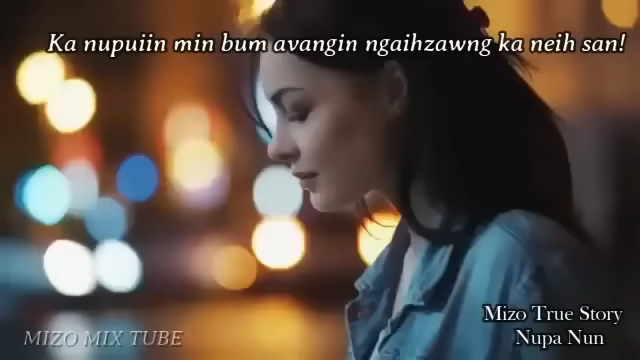 Ka nupuiin min bum avangin ngaihzawng ka neih san!
Mizo True Story
Nupa Nun
MIZO MIX TUBE